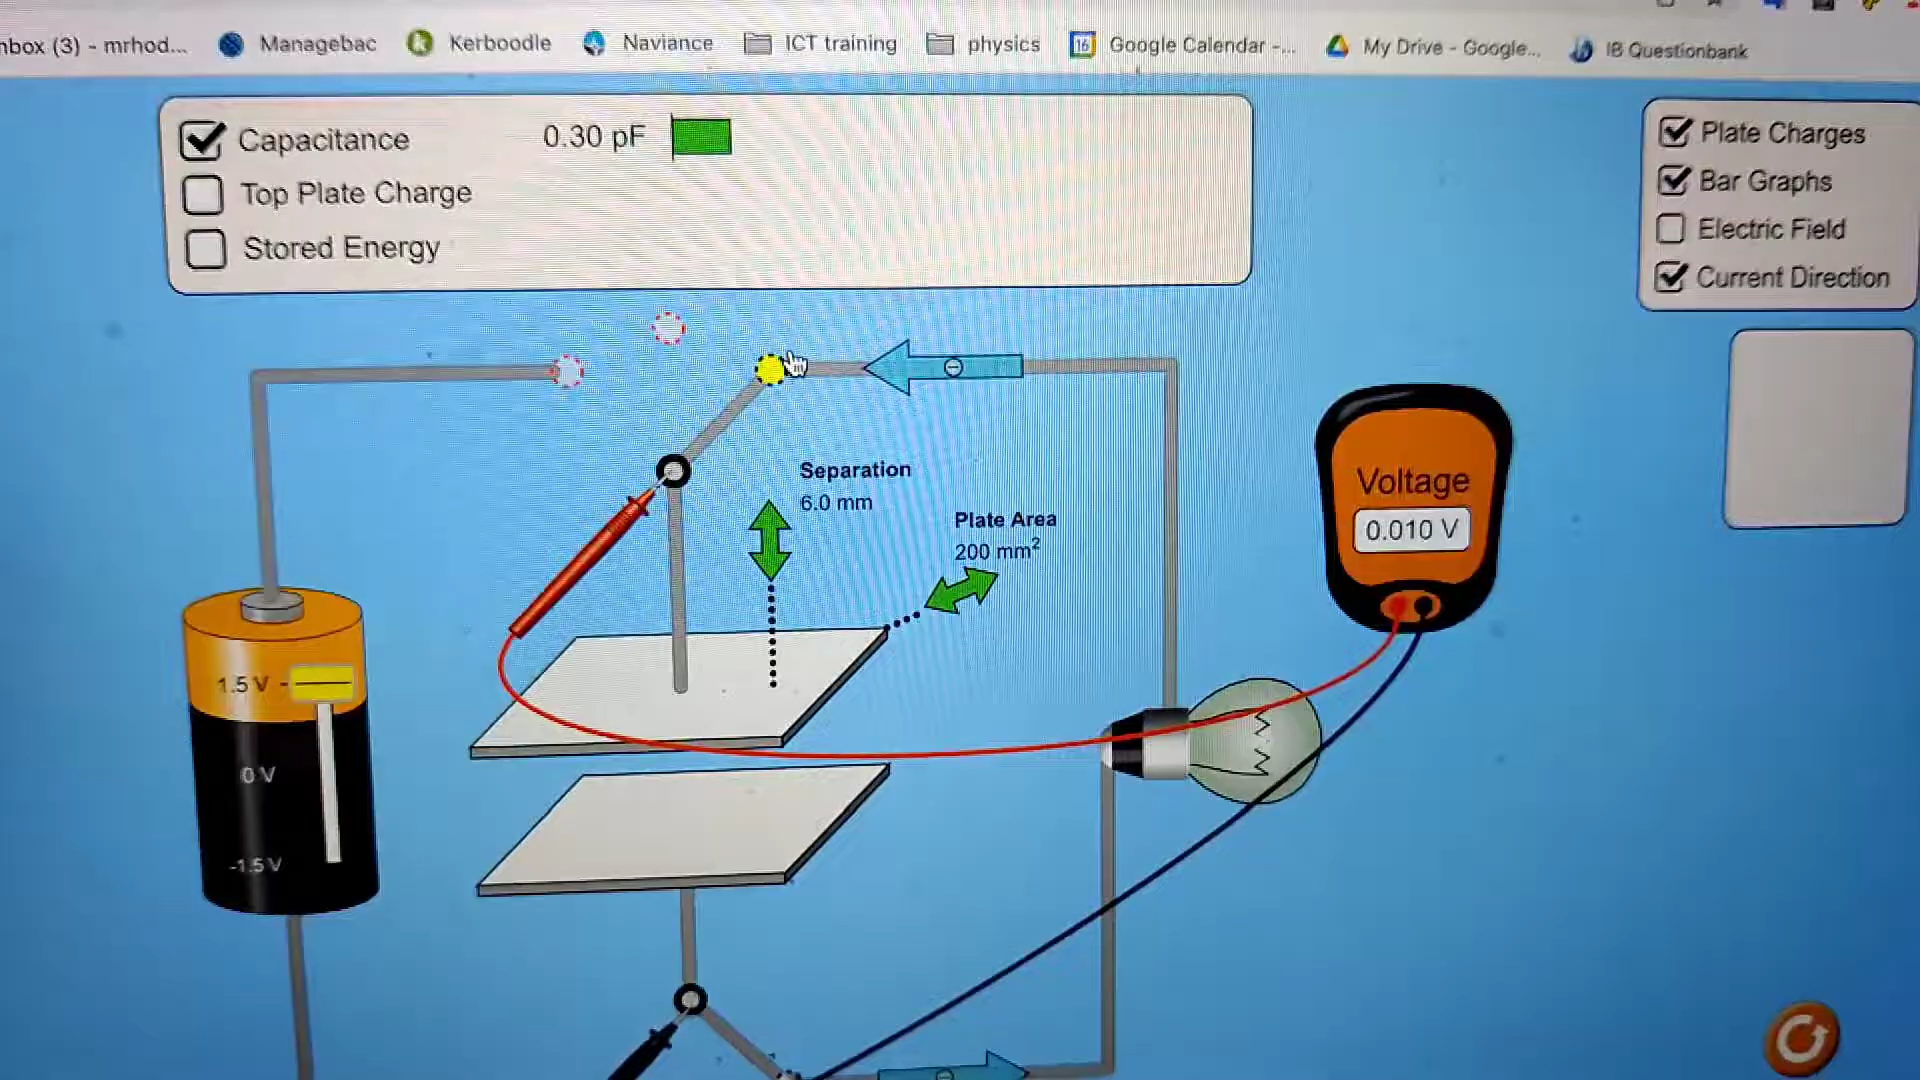 nbox (3) - mrhod...
Managebac
Kerboodle
Naviance
ICT training
physics
16
Google Calendar -...
My Drive - Google...
IB Questionbank
Capacitance 0.30 pF
Top Plate Charge
Stored Energy
Plate Charges
Bar Graphs
Electric Field
Current Direction
Separation
6.0 mm
Plate Area
200 mm²
Voltage
0.010 V
1.5 V
0 V
-1.5 V